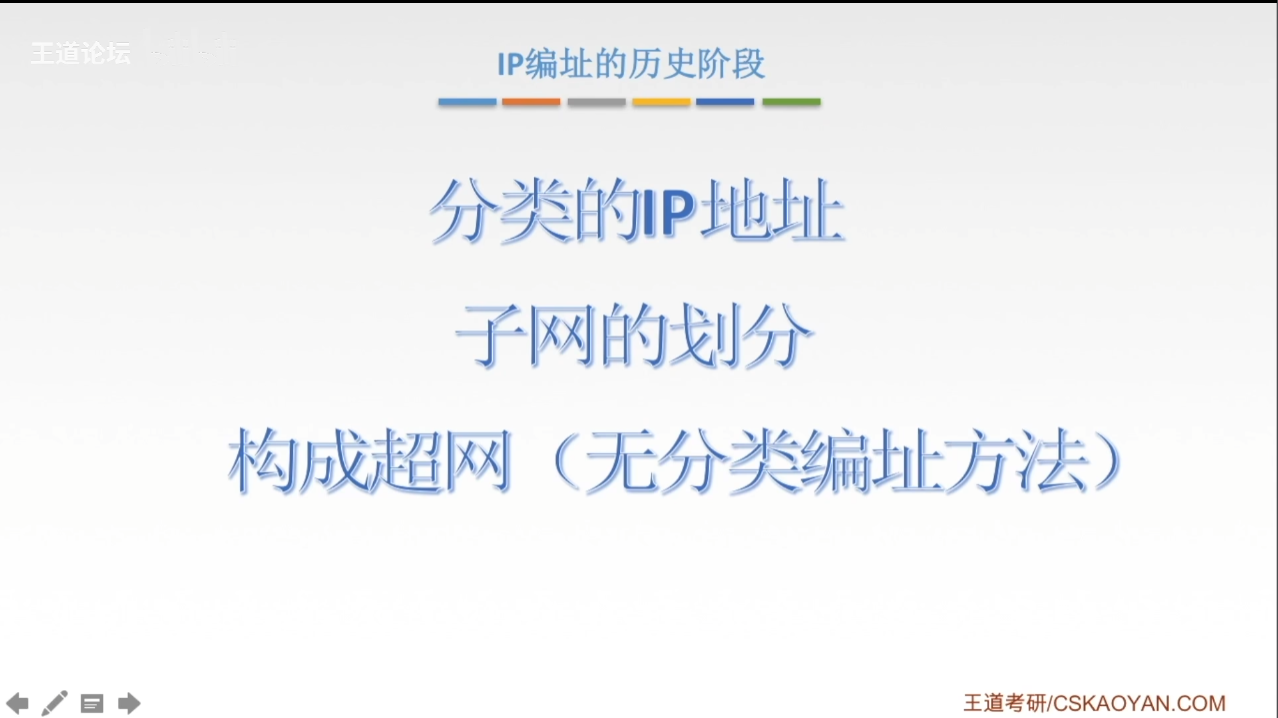 王道论坛
IP编址的历史阶段
分类的IP地址
子网的划分
构成超网（无分类编址方法）
王道考研/CSKAOYAN.COM